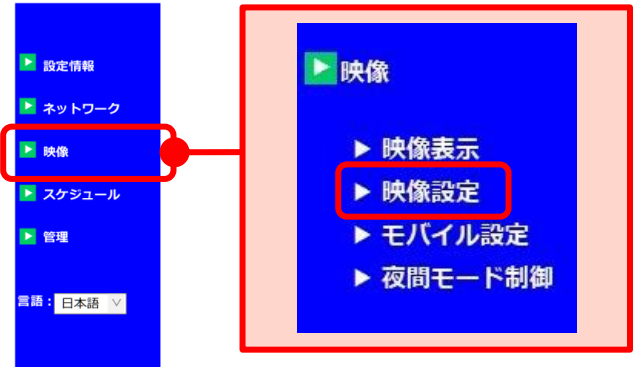 設定情報
ネットワーク
映像
スケジュール
管理
言語：日本語
映像
映像表示
映像設定
モバイル設定
夜間モード制御